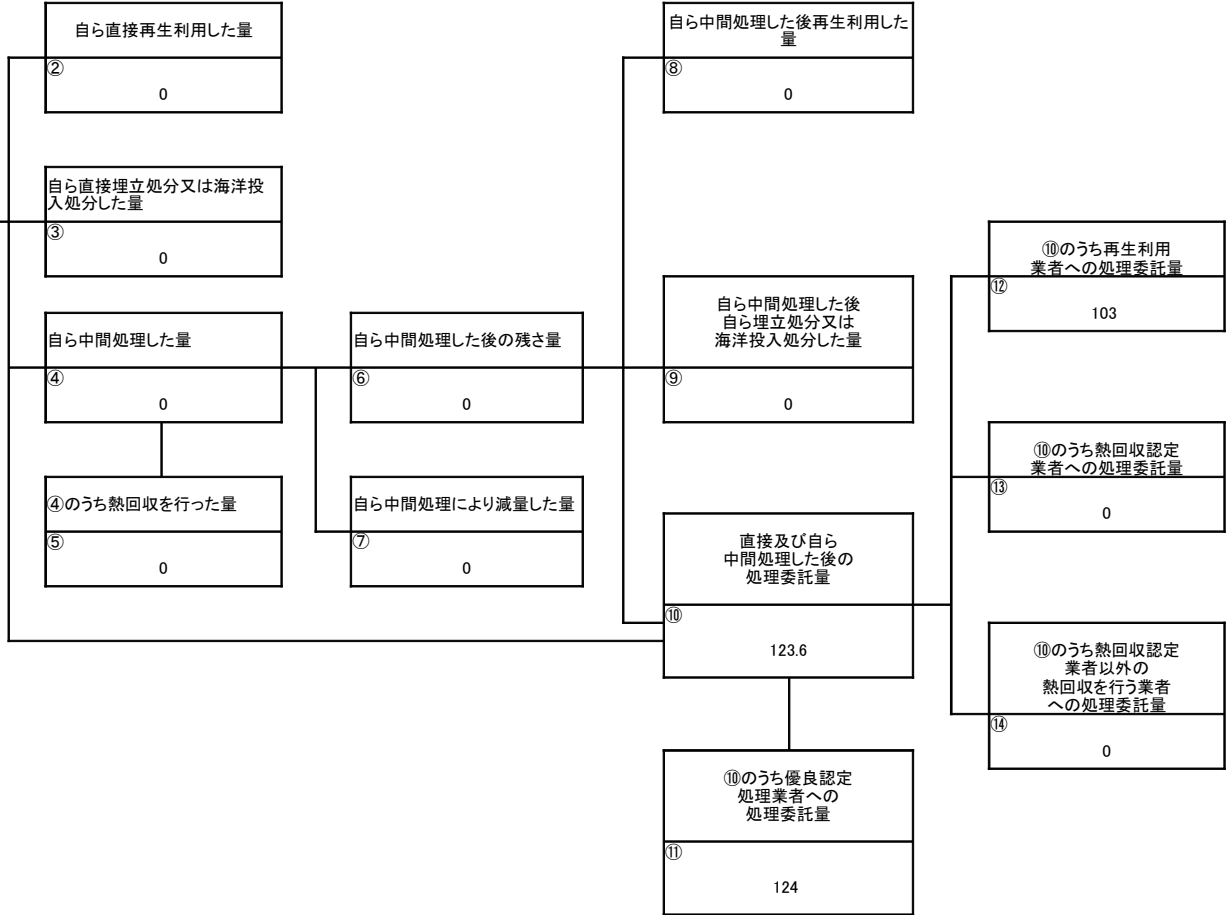 自ら直接再生利用した量
②
0
自ら直接埋立処分又は海洋投
入処分した量
③
0
自ら中間処理した量
④
0
④のうち熱回収を行った量
⑤
0
自ら中間処理した後の残さ量
⑥
0
自ら中間処理により減量した量
⑦
0
自ら中間処理した後再生利用した
量
⑧
0
自ら中間処理した後
自ら埋立処分又は
海洋投入処分した量
⑨
0
直接及び自ら
中間処理した後の
処理委託量
⑩
123.6
⑩のうち優良認定
処理業者への
処理委託量
⑪
124
⑩のうち再生利用
業者への処理委託量
⑫
103
⑩のうち熱回収認定
業者への処理委託量
⑬
0
⑩のうち熱回収認定
業者以外の
熱回収を行う業者
への処理委託量
⑭
0